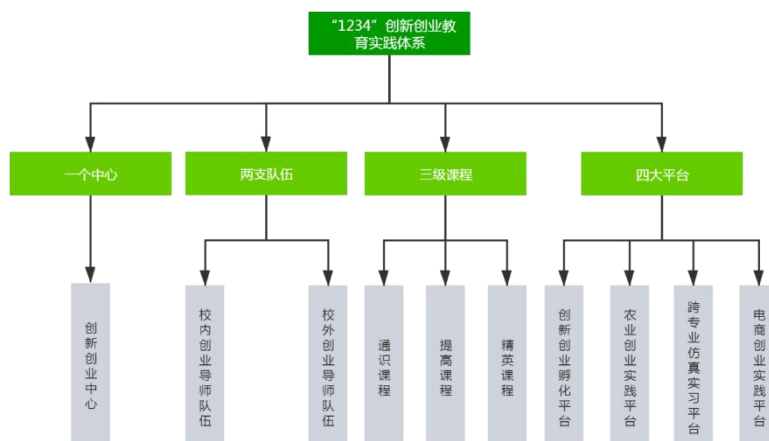 “1234”创新创业教
育实践体系
一个中心
两支队伍
三级课程
四大平台
创新创业中心
校内创业导师队伍
校外创业导师队伍
通识课程
提高课程
精英课程
创新创业孵化平台
农业创业实践平台
跨专业仿真实习平台
电商创业实践平台